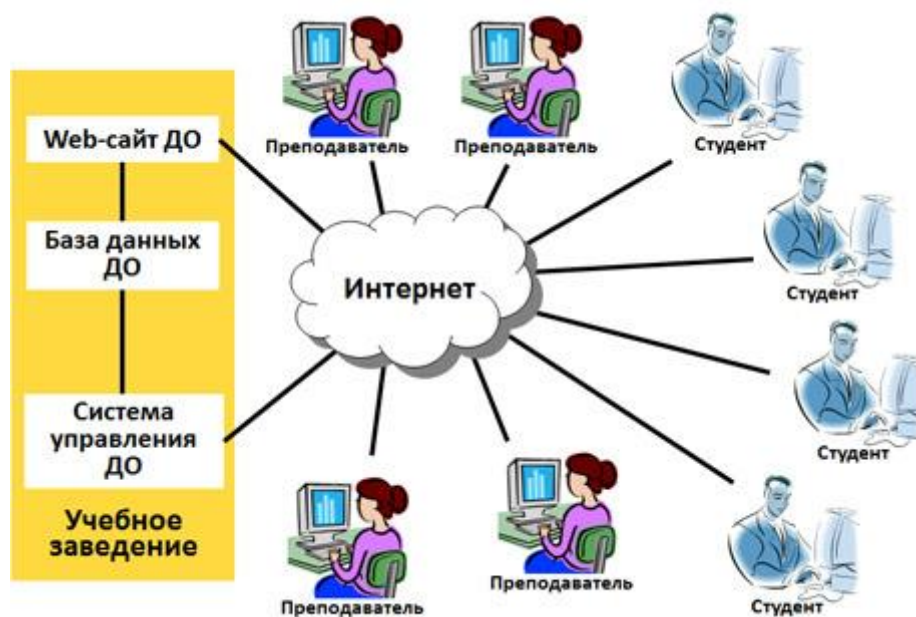 Web-сайт ДО
База данных
ДО
Система
управления
ДО
Учебное
заведение
Преподаватель
Преподаватель
Студент
Студент
Интернет
Студент
Преподаватель
Преподаватель
Студент